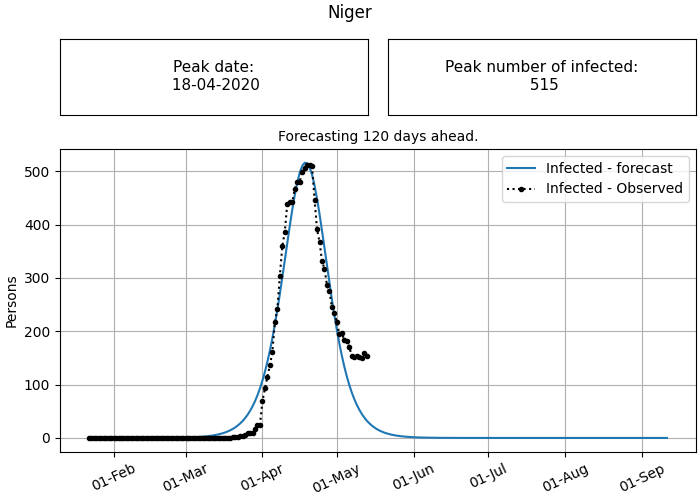 Niger
Peak date:
18-04-2020
Peak number of infected:
515
Forecasting 120 days ahead.
Infected - forecast
Infected - Observed
Persons
500
400
300
200
100
0
01-Feb
01-Mar
01-Apr
01-May
01-Jun
01-Jul
01-Aug
01-Sep